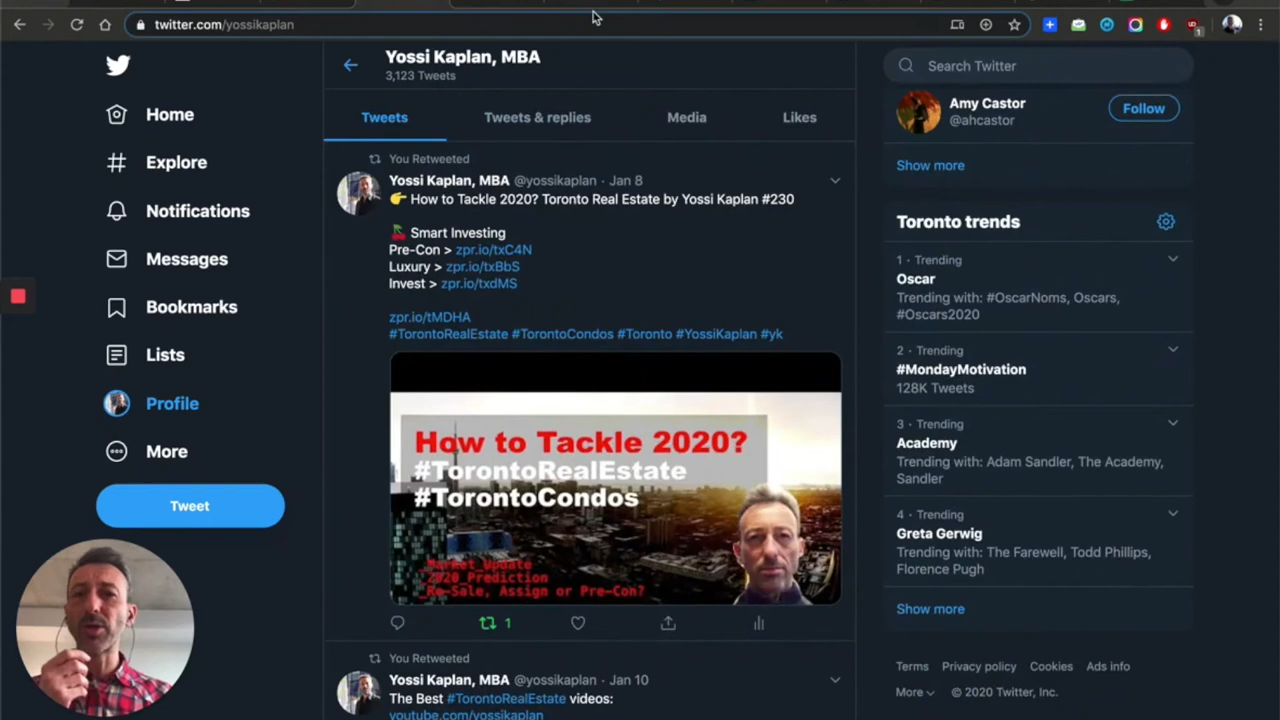 twitter.com/yossikaplan
Home
Explore
Notifications
Messages
Bookmarks
Lists
Profile
More
Tweet
Yossi Kaplan, MBA
3,123 Tweets
Tweets
Tweets & replies
Media
Likes
You Retweeted
Yossi Kaplan, MBA @yossikaplan · Jan 8
👉 How to Tackle 2020? Toronto Real Estate by Yossi Kaplan #230
🍒 Smart Investing
Pre-Con > zpr.io/txC4N
Luxury > zpr.io/txBbS
Invest > zpr.io/txdMS
zpr.io/tMDHA
#TorontoRealEstate #TorontoCondos #Toronto #YossiKaplan #yk
How to Tackle 2020?
#TorontoRealEstate
#TorontoCondos
_Market_Update
_2020_Prediction
_Re-Sale, Assign or Pre-Con?
1
You Retweeted
Yossi Kaplan, MBA @yossikaplan · Jan 10
The Best #TorontoRealEstate videos:
youtube.com/yossikaplan
Search Twitter
Amy Castor
@ahcastor
Follow
Show more
Toronto trends
1 · Trending
Oscar
Trending with: #OscarNoms, Oscars,
#Oscars2020
2 · Trending
#MondayMotivation
128K Tweets
3 · Trending
Academy
Trending with: Adam Sandler, The Academy,
Sandler
4 · Trending
Greta Gerwig
Trending with: The Farewell, Todd Phillips,
Florence Pugh
Show more
Terms Privacy policy Cookies Ads info
More © 2020 Twitter, Inc.